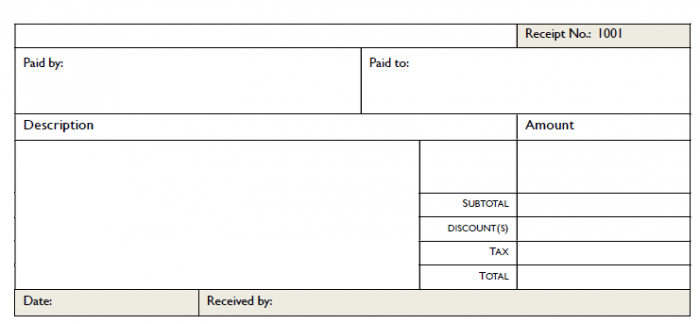 Receipt No.: 1001
Paid by: Paid to:
Description Amount
SUBTOTAL
DISCOUNT(S)
TAX
TOTAL
Date: Received by: